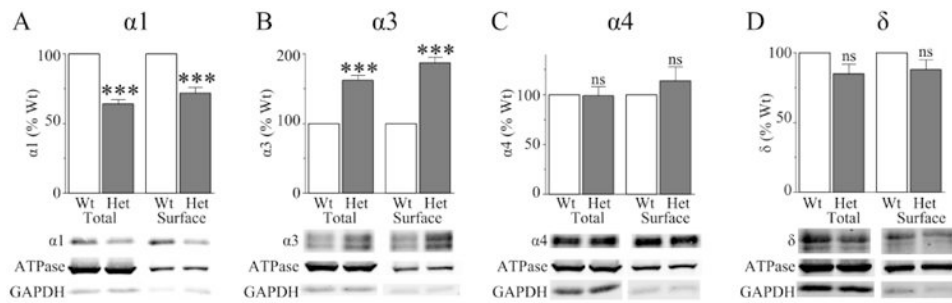 A α1
100
50
0
α1 (% Wt)
*** ***
Wt Het Wt Het
Total Surface
α1
ATPase
GAPDH
B α3
200
100
0
α3 (% Wt)
*** ***
Wt Het Wt Het
Total Surface
α3
ATPase
GAPDH
C α4
100
50
0
α4 (% Wt)
ns ns
Wt Het Wt Het
Total Surface
α4
ATPase
GAPDH
D δ
100
50
0
δ (% Wt)
ns ns
Wt Het Wt Het
Total Surface
δ
ATPase
GAPDH